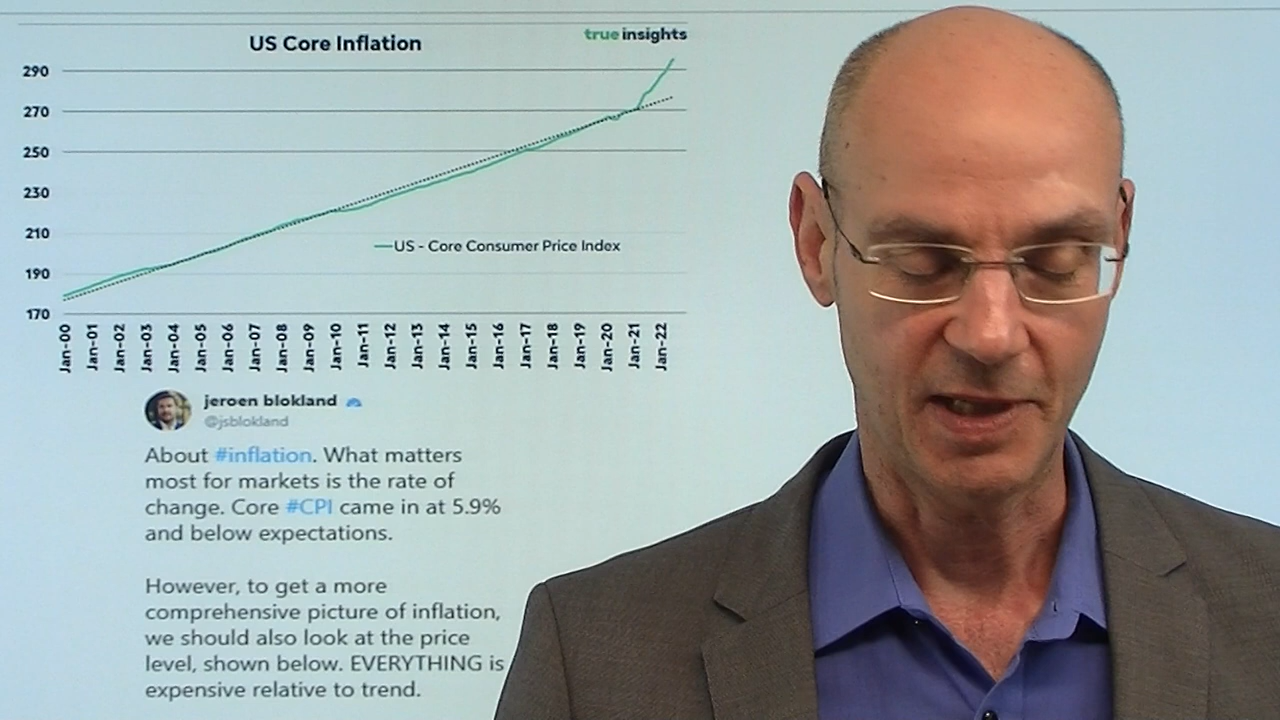 US Core Inflation
true insights
290
270
250
230
210
190
170
US - Core Consumer Price Index
Jan-00
Jan-01
Jan-02
Jan-03
Jan-04
Jan-05
Jan-06
Jan-07
Jan-08
Jan-09
Jan-10
Jan-11
Jan-12
Jan-13
Jan-14
Jan-15
Jan-16
Jan-17
Jan-18
Jan-19
Jan-20
Jan-21
Jan-22
jeroen blokland
@jsblokland
About #inflation. What matters
most for markets is the rate of
change. Core #CPI came in at 5.9%
and below expectations.
However, to get a more
comprehensive picture of inflation,
we should also look at the price
level, shown below. EVERYTHING is
expensive relative to trend.